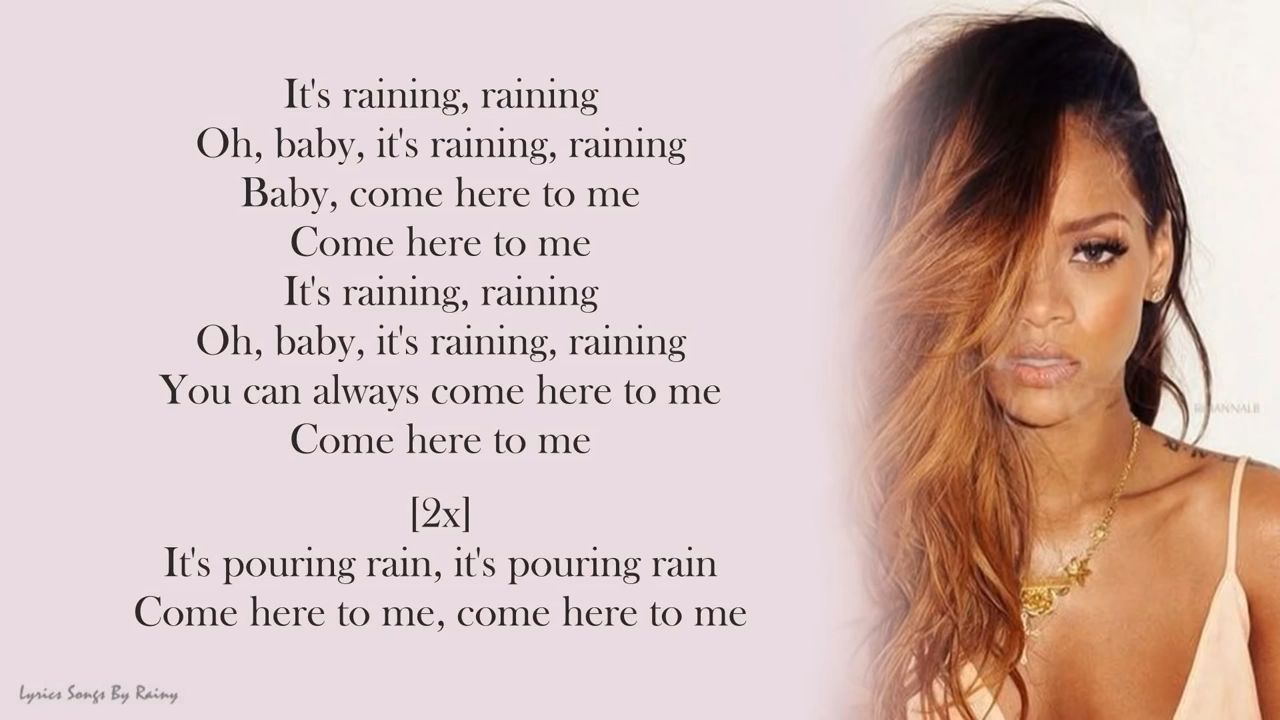 It's raining, raining
Oh, baby, it's raining, raining
Baby, come here to me
Come here to me
It's raining, raining
Oh, baby, it's raining, raining
You can always come here to me
Come here to me
[2x]
It's pouring rain, it's pouring rain
Come here to me, come here to me
Lyrics Songs By Rainy